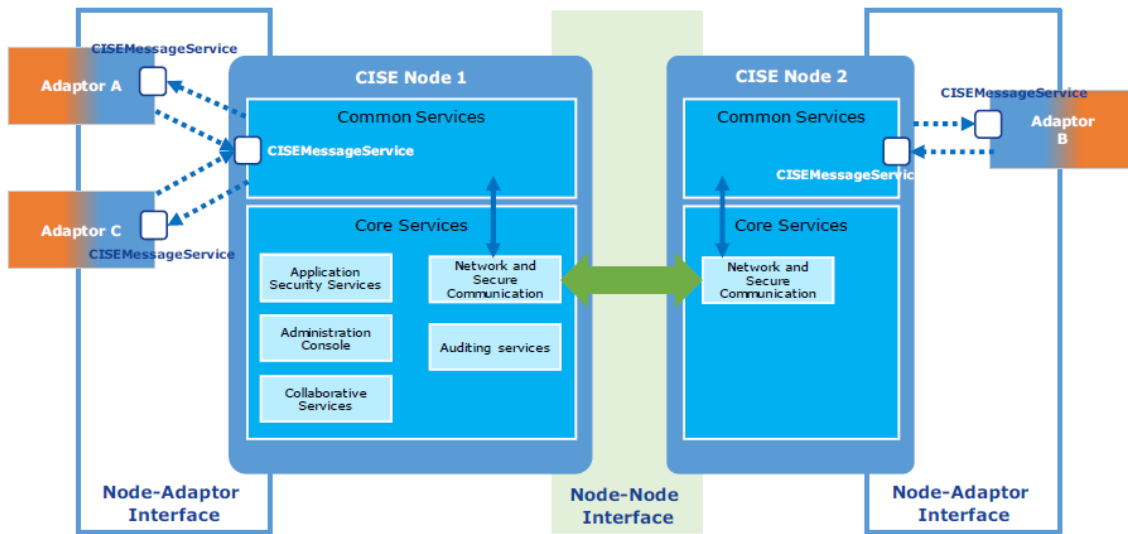 CISEMessageService
Adaptor A
CISE Node 1
Common Services
CISEMessageService
Adaptor C
CISEMessageService
Core Services
Application
Security Services
Network and
Secure
Communication
Administration
Console
Auditing services
Collaborative
Services
CISE Node 2
Common Services
CISEMessageService
Adaptor
B
CISEMessageServic
Core Services
Network and
Secure
Communication
Node-Adaptor
Interface
Node-Node
Interface
Node-Adaptor
Interface